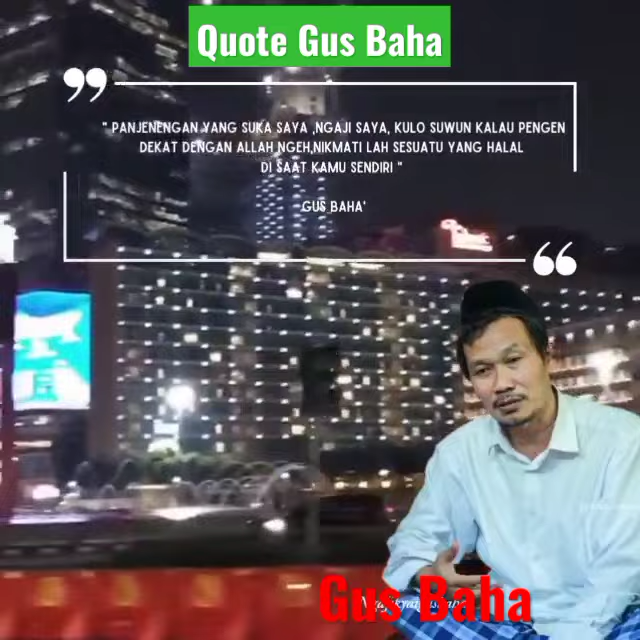 Quote Gus Baha
" PANJENENGAN YANG SUKA SAYA ,NGAJI SAYA, KULO SUWUN KALAU PENGEN
DEKAT DENGAN ALLAH NGEH,NIKMATI LAH SESUATU YANG HALAL
DI SAAT KAMU SENDIRI "
GUS BAHA'
Gus Baha